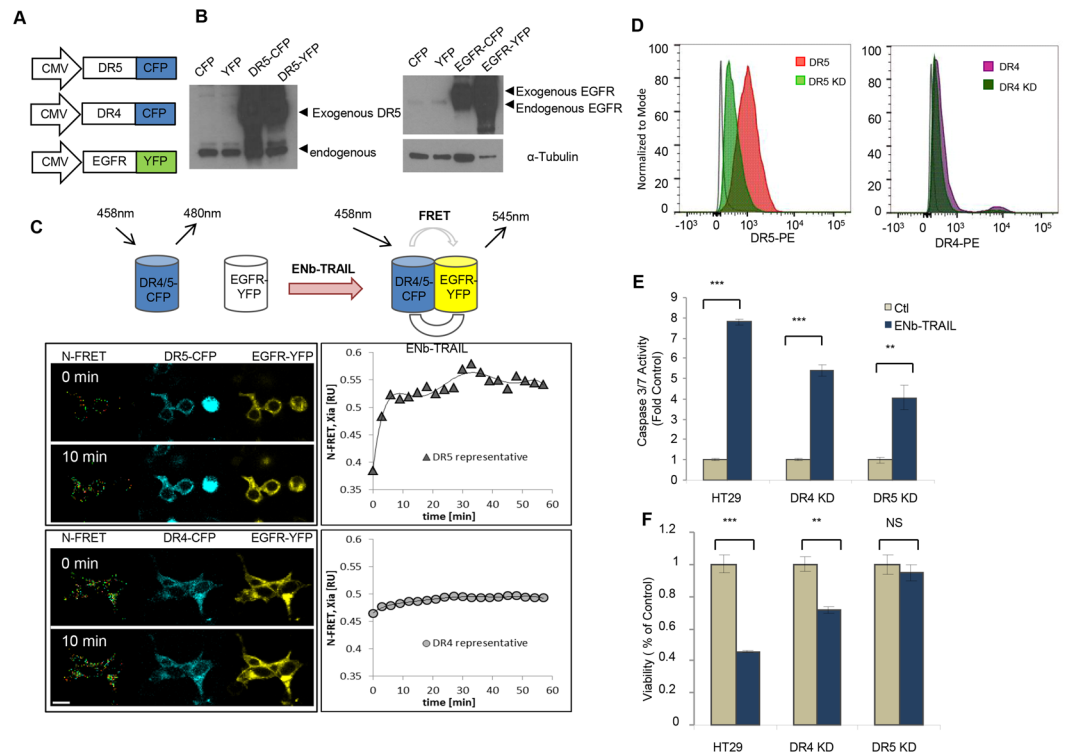 A
CMV DR5 CFP
CMV DR4 CFP
CMV EGFR YFP
B
CFP YFP DR5-CFP DR5-YFP
Exogenous DR5
endogenous
CFP YFP EGFR-CFP EGFR-YFP
Exogenous EGFR
Endogenous EGFR
α-Tubulin
C
458nm 480nm
DR4/5-CFP
EGFR-YFP
ENb-TRAIL
458nm FRET 545nm
DR4/5-CFP
EGFR-YFP
N-FRET DR5-CFP EGFR-YFP
0 min
10 min
ENb-TRAIL
N-FRET, Xia [RU]
0.6
0.55
0.5
0.45
0.4
0.35
DR5 representative
0 10 20 30 40 50 60
time [min]
N-FRET DR4-CFP EGFR-YFP
0 min
10 min
N-FRET, Xia [RU]
0.6
0.55
0.5
0.45
0.4
0.35
DR4 representative
0 10 20 30 40 50 60
time [min]
D
Normalized to Mode
100
80
60
40
20
0
DR5
DR5 KD
-10³ 0 10³ 10⁴ 10⁵
DR5-PE
100
80
60
40
20
0
DR4
DR4 KD
-10³ 0 10³ 10⁴ 10⁵
DR4-PE
E
Caspase 3/7 Activity
(Fold Control)
9
8
7
6
5
4
3
2
1
0
*** *** **
Ctl
ENb-TRAIL
HT29 DR4 KD DR5 KD
F
Viability ( % of Control)
1.2
1
0.8
0.6
0.4
0.2
0
*** ** NS
HT29 DR4 KD DR5 KD